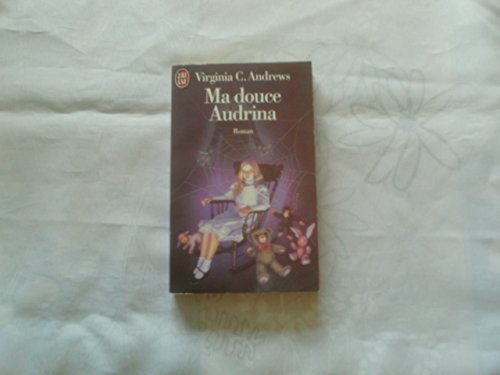 J'AI LU
Virginia C. Andrews
Ma douce
Audrina
Roman